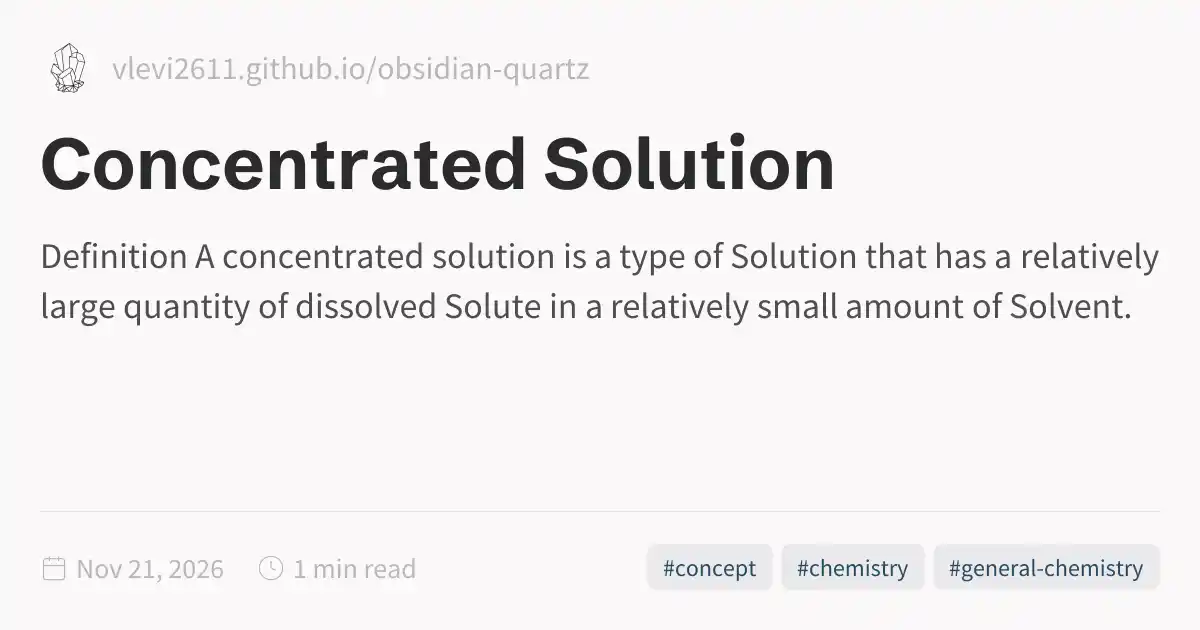 vlevi2611.github.io/obsidian-quartz
Concentrated Solution
Definition A concentrated solution is a type of Solution that has a relatively
large quantity of dissolved Solute in a relatively small amount of Solvent.
Nov 21, 2026 1 min read #concept #chemistry #general-chemistry